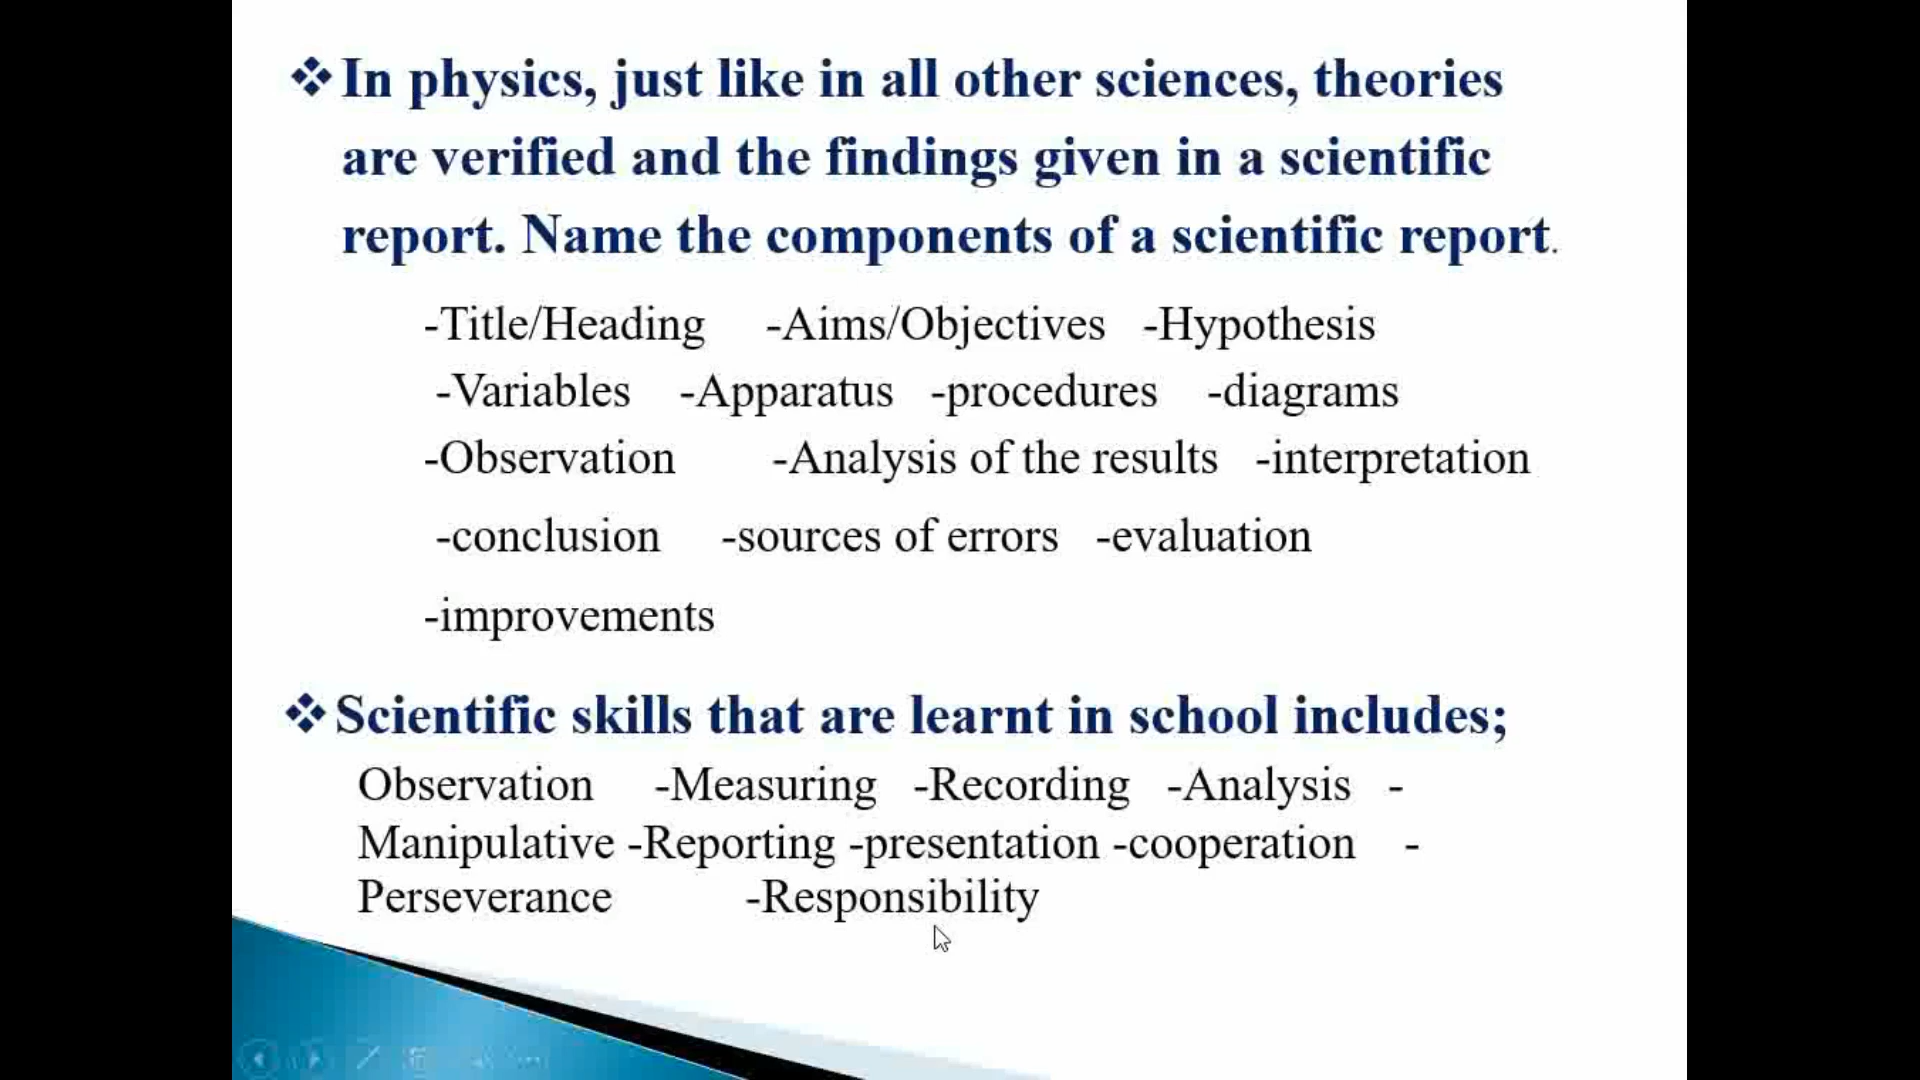 ❖In physics, just like in all other sciences, theories
are verified and the findings given in a scientific
report. Name the components of a scientific report.
-Title/Heading -Aims/Objectives -Hypothesis
-Variables -Apparatus -procedures -diagrams
-Observation -Analysis of the results -interpretation
-conclusion -sources of errors -evaluation
-improvements
❖Scientific skills that are learnt in school includes;
Observation -Measuring -Recording -Analysis -
Manipulative -Reporting -presentation -cooperation -
Perseverance -Responsibility